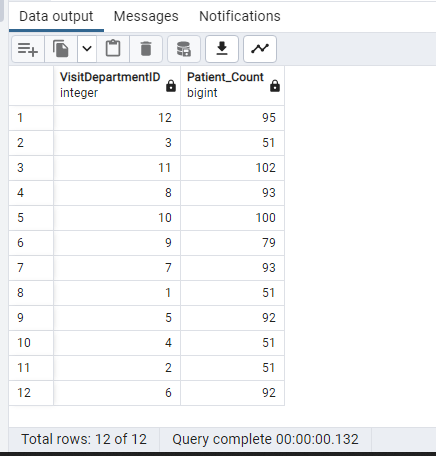 Data output Messages Notifications
VisitDepartmentID Patient_Count
integer bigint
1 12 95
2 3 51
3 11 102
4 8 93
5 10 100
6 9 79
7 7 93
8 1 51
9 5 92
10 4 51
11 2 51
12 6 92
Total rows: 12 of 12 Query complete 00:00:00.132